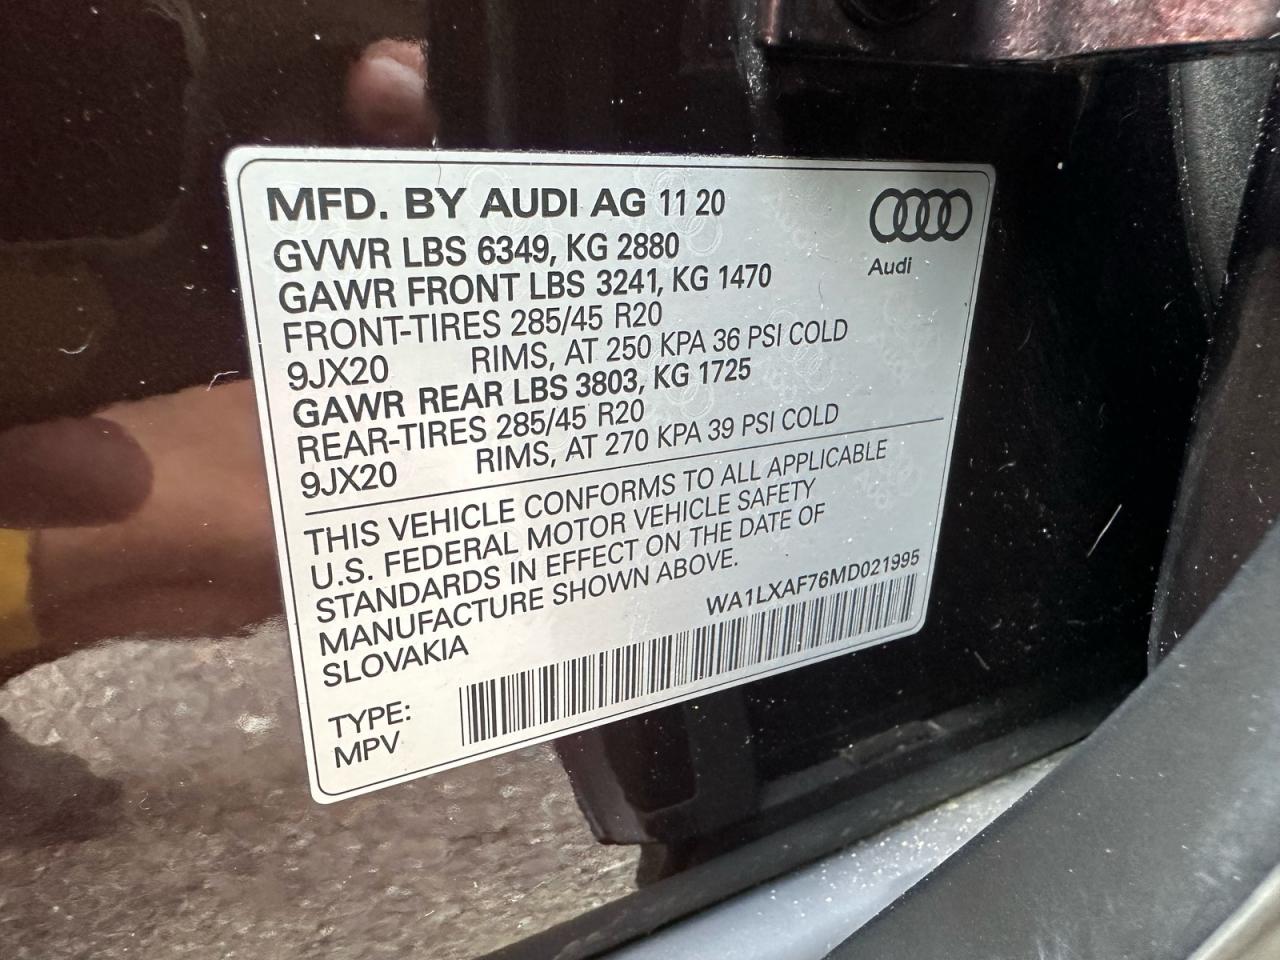 MFD. BY AUDI AG 11 20
GVWR LBS 6349, KG 2880
GAWR FRONT LBS 3241, KG 1470
FRONT-TIRES 285/45 R20
9JX20 RIMS, AT 250 KPA 36 PSI COLD
GAWR REAR LBS 3803, KG 1725
REAR-TIRES 285/45 R20
9JX20 RIMS, AT 270 KPA 39 PSI COLD
Audi
THIS VEHICLE CONFORMS TO ALL APPLICABLE
U.S. FEDERAL MOTOR VEHICLE SAFETY
STANDARDS IN EFFECT ON THE DATE OF
MANUFACTURE SHOWN ABOVE.
SLOVAKIA
WA1LXAF76MD021995
TYPE:
MPV